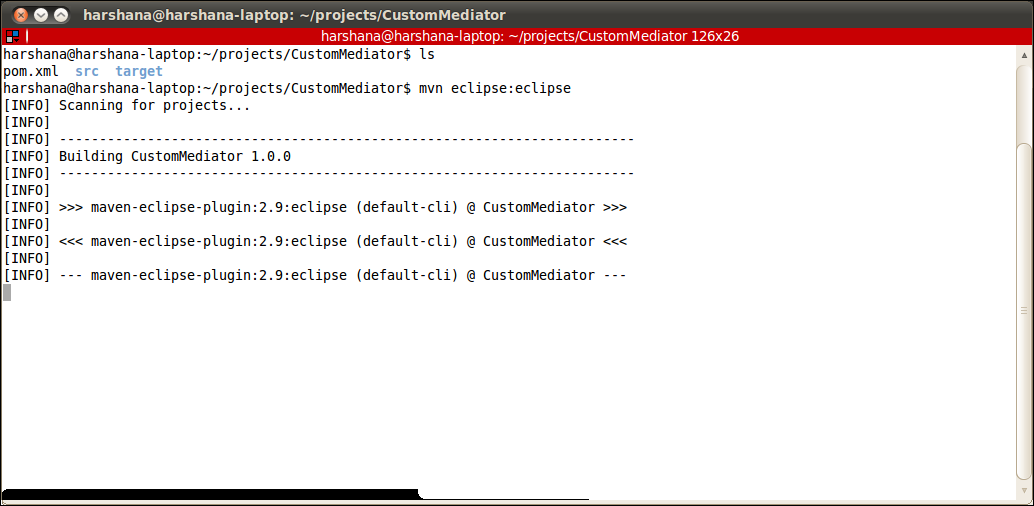 harshana@harshana-laptop: ~/projects/CustomMediator
harshana@harshana-laptop: ~/projects/CustomMediator 126x26
harshana@harshana-laptop:~/projects/CustomMediator$ ls
pom.xml  src  target
harshana@harshana-laptop:~/projects/CustomMediator$ mvn eclipse:eclipse
[INFO] Scanning for projects...
[INFO]
[INFO] ------------------------------------------------------------------------
[INFO] Building CustomMediator 1.0.0
[INFO] ------------------------------------------------------------------------
[INFO]
[INFO] >>> maven-eclipse-plugin:2.9:eclipse (default-cli) @ CustomMediator >>>
[INFO]
[INFO] <<< maven-eclipse-plugin:2.9:eclipse (default-cli) @ CustomMediator <<<
[INFO]
[INFO] --- maven-eclipse-plugin:2.9:eclipse (default-cli) @ CustomMediator ---